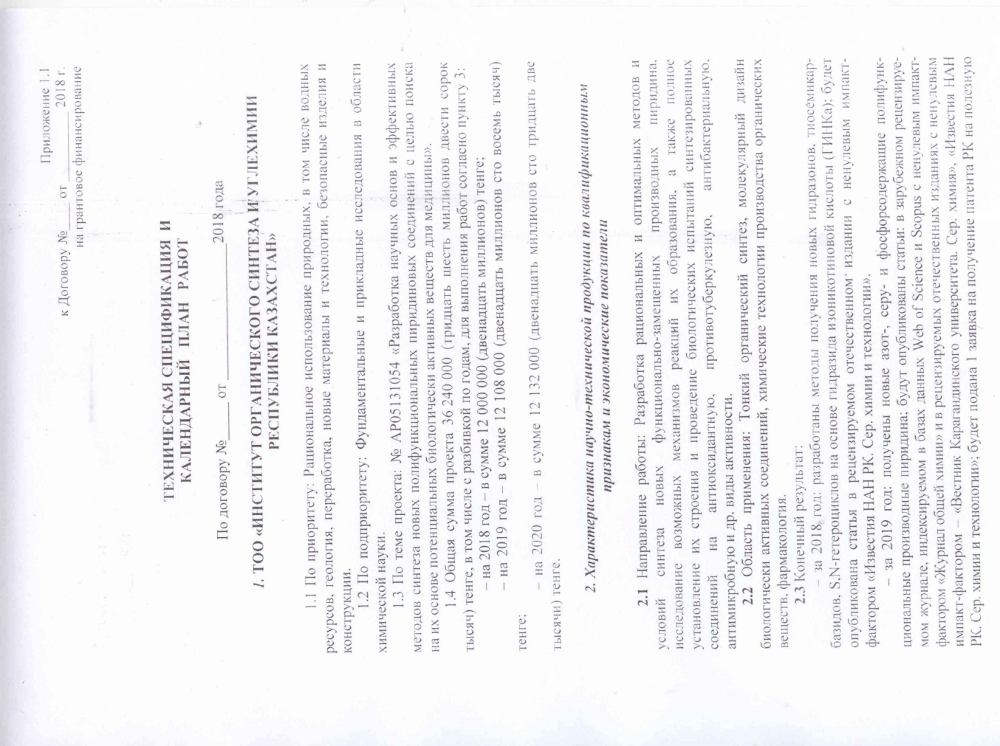 Приложение 1.1
к Договору №____ от __________ 2018 г.
на грантовое финансирование
ТЕХНИЧЕСКАЯ СПЕЦИФИКАЦИЯ И
КАЛЕНДАРНЫЙ ПЛАН РАБОТ
По договору №_____ от ____________________2018 года
1. ТОО «ИНСТИТУТ ОРГАНИЧЕСКОГО СИНТЕЗА И УГЛЕХИМИИ
РЕСПУБЛИКИ КАЗАХСТАН»
1.1 По приоритету: Рациональное использование природных, в том числе водных
ресурсов, геология, переработка, новые материалы и технологии, безопасные изделия и
конструкции.
1.2 По подприоритету: Фундаментальные и прикладные исследования в области
химической науки.
1.3 По теме проекта: № АР05131054 «Разработка научных основ и эффективных
методов синтеза новых полифункциональных пиридиновых соединений с целью поиска
на их основе потенциальных биологически активных веществ для медицины».
1.4 Общая сумма проекта 36 240 000 (тридцать шесть миллионов двести сорок
тысяч) тенге, в том числе с разбивкой по годам, для выполнения работ согласно пункту 3:
– на 2018 год – в сумме 12 000 000 (двенадцать миллионов) тенге;
– на 2019 год – в сумме 12 108 000 (двенадцать миллионов сто восемь тысяч)
тенге;
– на 2020 год – в сумме 12 132 000 (двенадцать миллионов сто тридцать две
тысячи) тенге.
2. Характеристика научно-технической продукции по квалификационным
признакам и экономические показатели
2.1 Направление работы: Разработка рациональных и оптимальных методов и
условий синтеза новых функционально-замещенных производных пиридина,
исследование возможных механизмов реакций их образования, а также полное
установление их строения и проведение биологических испытаний синтезированных
соединений на антиоксидантную, противотуберкулезную, антибактериальную,
антимикробную и др. виды активности.
2.2 Область применения: Тонкий органический синтез, молекулярный дизайн
биологически активных соединений, химические технологии производства органических
веществ, фармакология.
2.3 Конечный результат:
– за 2018 год: разработаны методы получения новых гидразонов, тиосемикар-
базидов, S,N-гетероциклов на основе гидразида изоникотиновой кислоты (ГИНКа); будет
опубликована статья в рецензируемом отечественном издании с ненулевым импакт-
фактором «Известия НАН РК. Сер. химии и технологии».
– за 2019 год: получены новые азот-, серу- и фосфорсодержащие полифунк-
циональные производные пиридина; будут опубликованы статьи: в зарубежном рецензируе-
мом журнале, индексируемом в базах данных Web of Science и Scopus с ненулевым импакт-
фактором «Журнал общей химии» и в рецензируемых отечественных изданиях с ненулевым
импакт-фактором – «Вестник Карагандинского университета. Сер. химия», «Известия НАН
РК. Сер. химии и технологии»; будет подана 1 заявка на получение патента РК на полезную